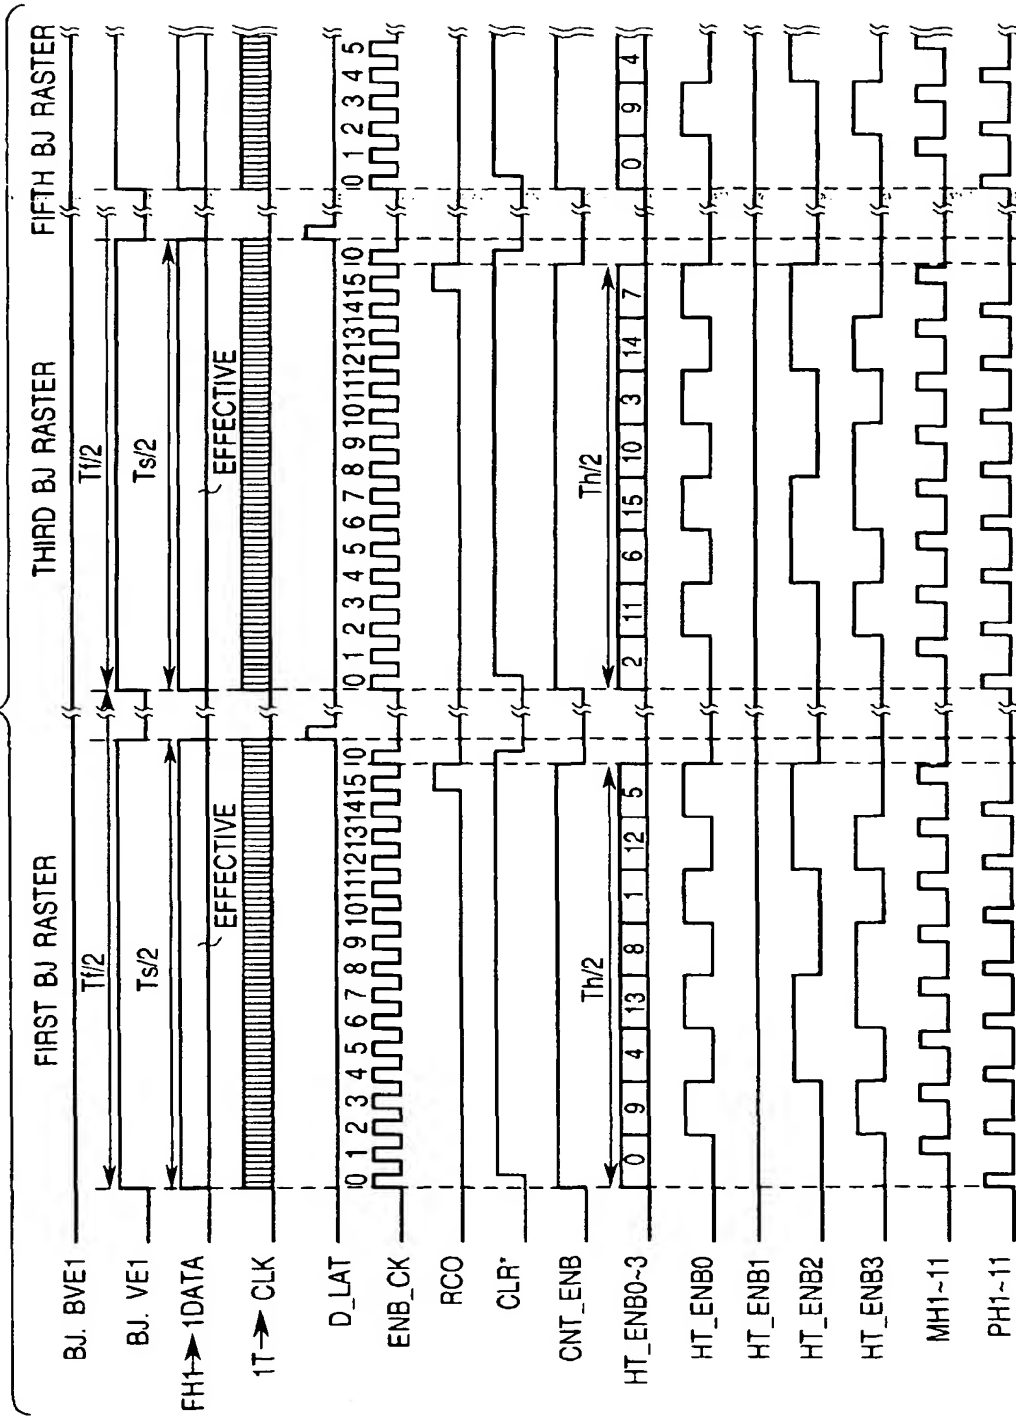 FIRST BJ RASTER THIRD BJ RASTER FIFTH BJ RASTER
BJ. BVE1
Tf/2 Tf/2
BJ. VE1
Ts/2 Ts/2
FH1→1DATA
EFFECTIVE EFFECTIVE
1T→CLK
D_LAT
0 1 2 3 4 5 6 7 8 9 10 11 12 13 14 15 0 0 1 2 3 4 5 6 7 8 9 10 11 12 13 14 15 0 0 1 2 3 4 5
ENB_CK
RCO
CLR*
CNT_ENB
Th/2 Th/2
HT_ENB0~3 0 9 4 13 8 1 12 5 2 11 6 15 10 3 14 7 0 9 4
HT_ENB0
HT_ENB1
HT_ENB2
HT_ENB3
MH1~11
PH1~11